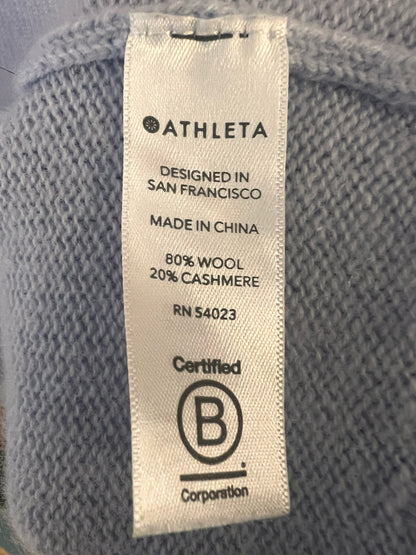 ATHLETA
DESIGNED IN
SAN FRANCISCO
MADE IN CHINA
80% WOOL
20% CASHMERE
RN 54023
Certified
B
Corporation